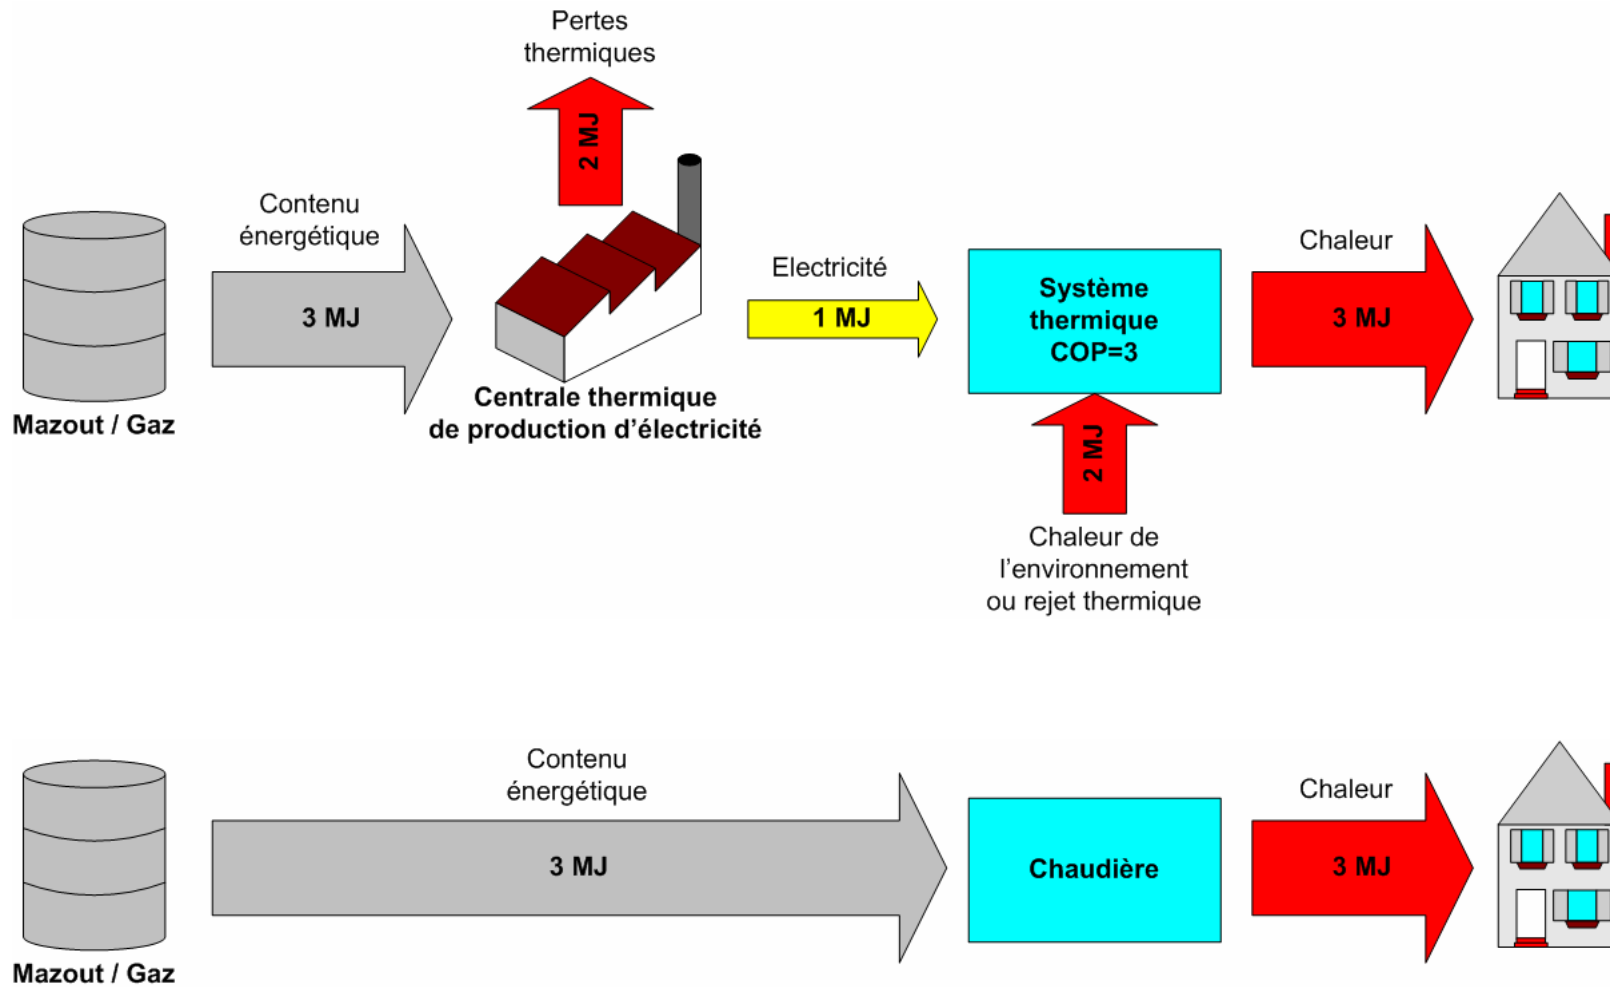 Pertes
thermiques
2 MJ
Contenu
énergétique
3 MJ
Mazout / Gaz
Centrale thermique
de production d'électricité
Electricité
1 MJ
Système
thermique
COP=3
2 MJ
Chaleur de
l'environnement
ou rejet thermique
Chaleur
3 MJ
Contenu
énergétique
3 MJ
Mazout / Gaz
Chaudière
Chaleur
3 MJ